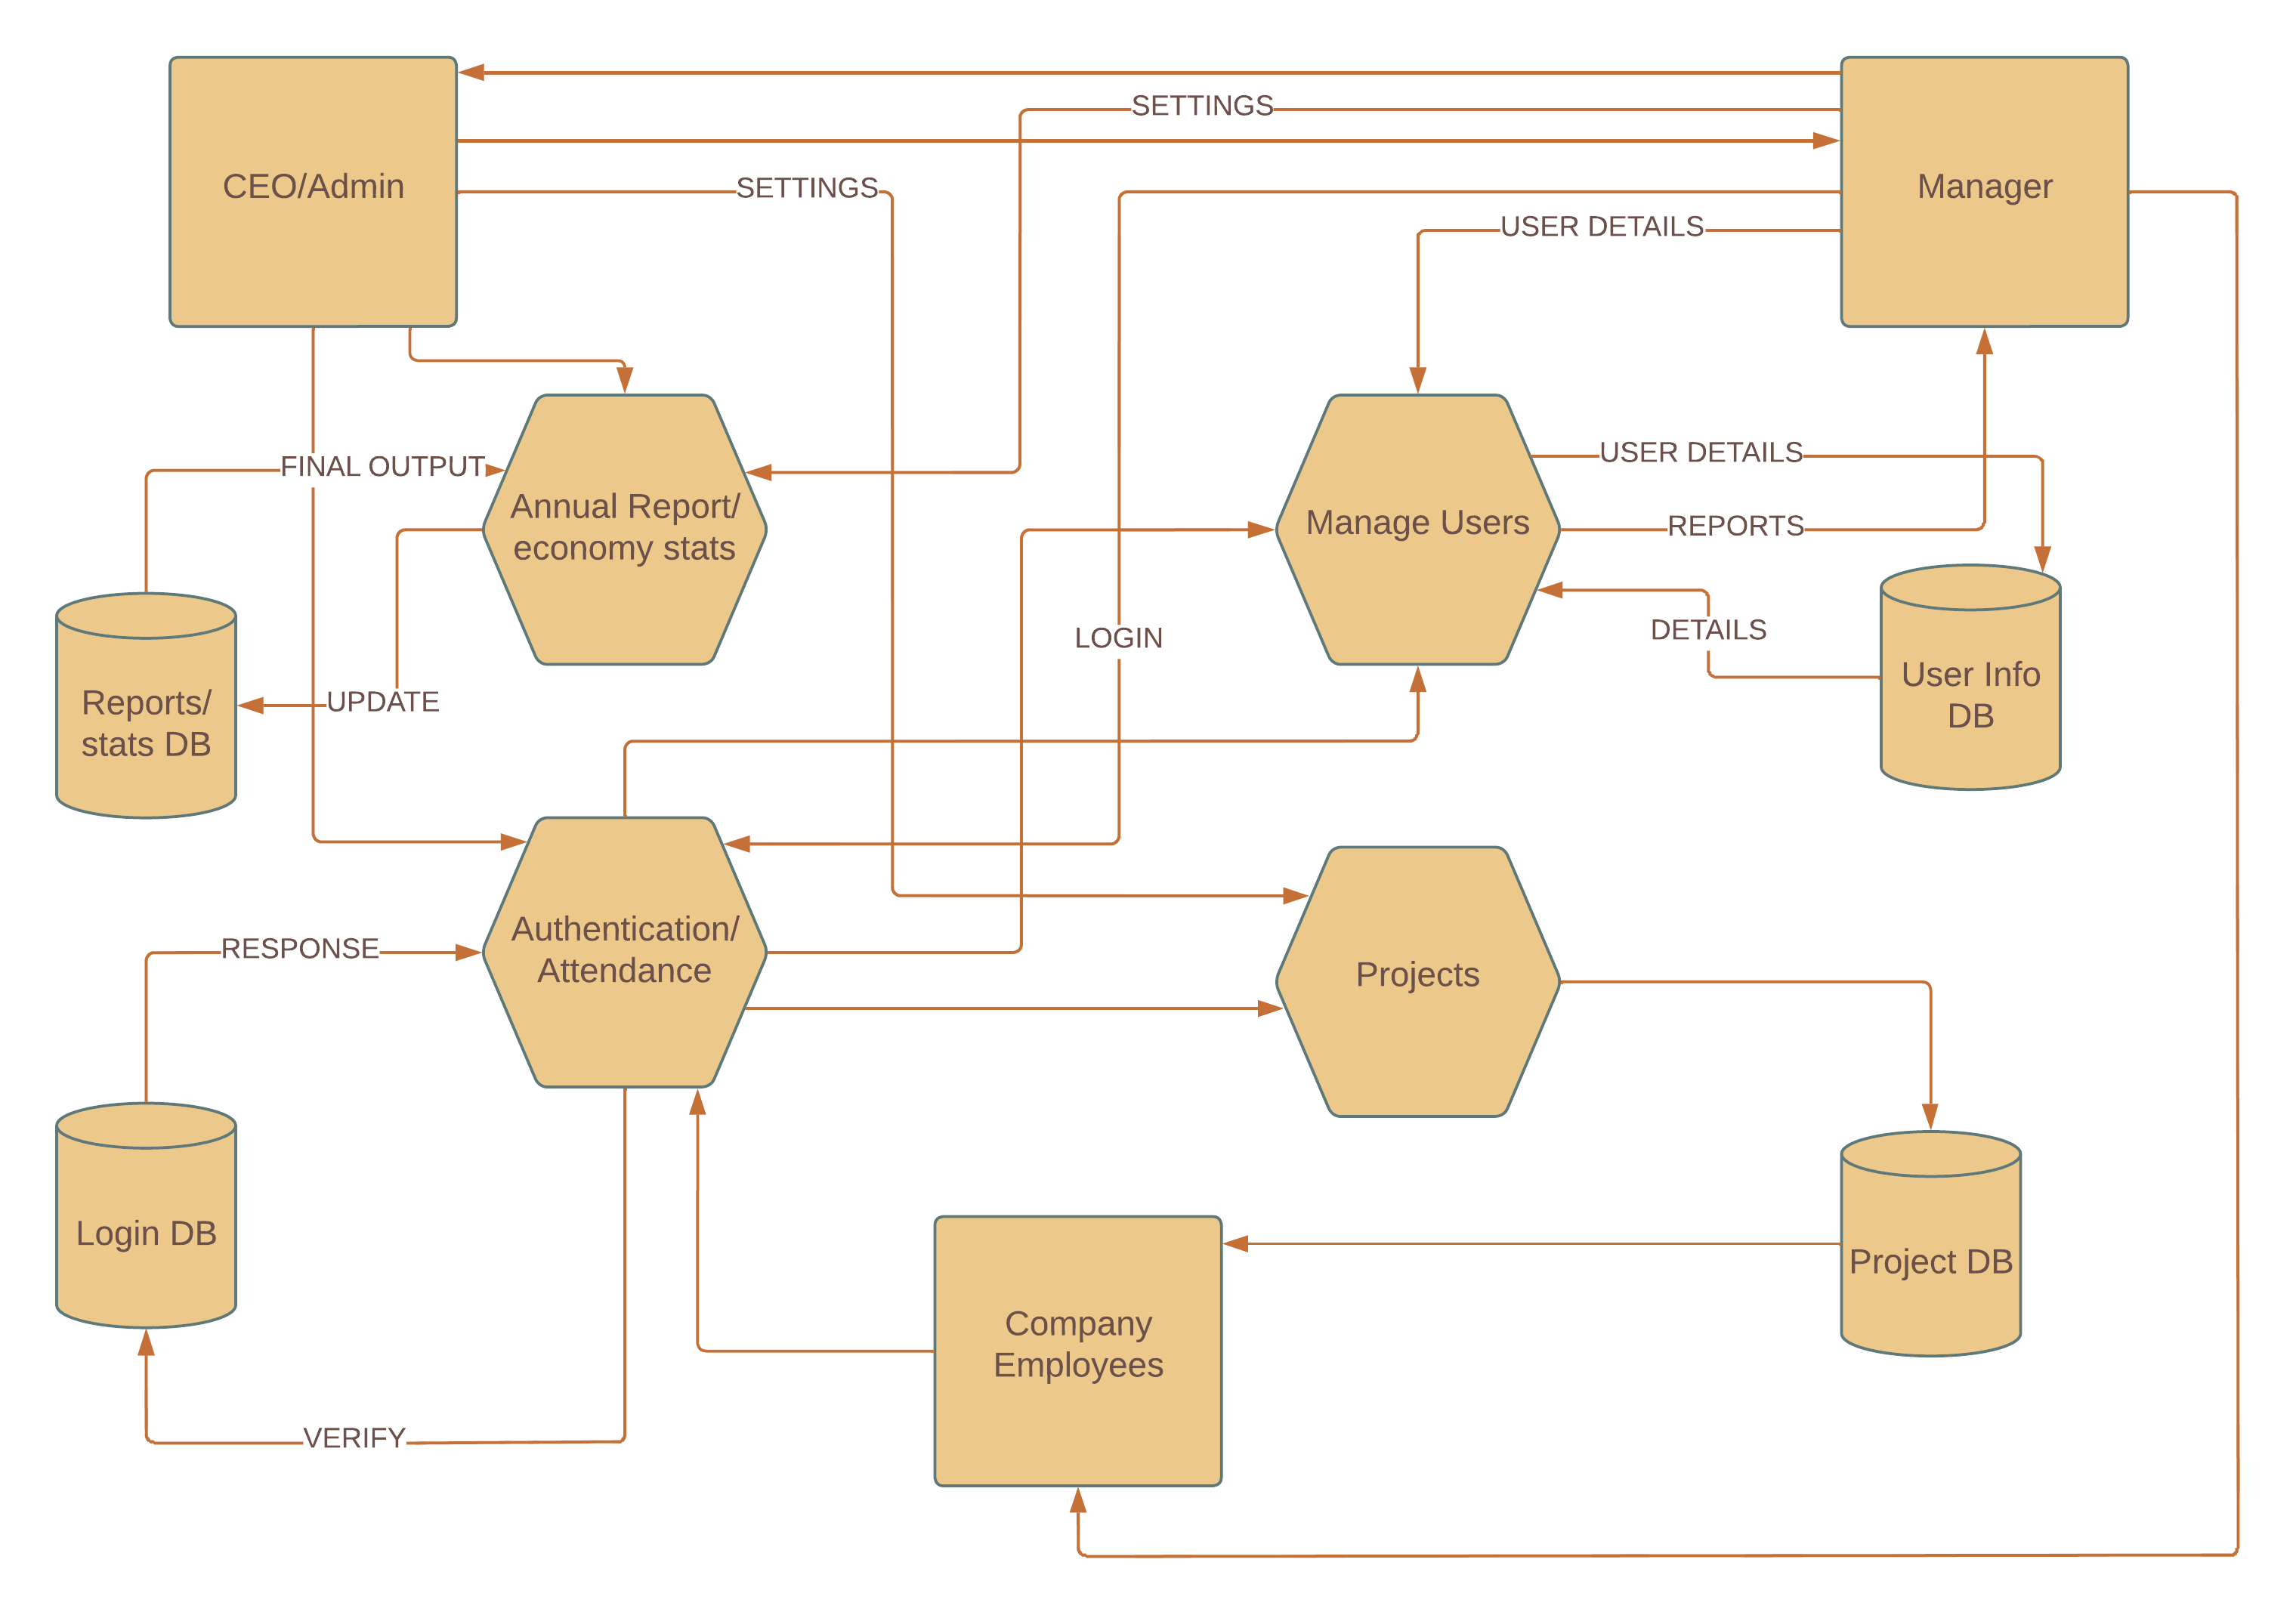 SETTINGS
CEO/Admin
SETTINGS
Manager
USER DETAILS
FINAL OUTPUT
Annual Report/
economy stats
Manage Users
USER DETAILS
REPORTS
DETAILS
LOGIN
User Info
DB
Reports/
stats DB
UPDATE
RESPONSE
Authentication/
Attendance
Projects
Login DB
Project DB
Company
Employees
VERIFY